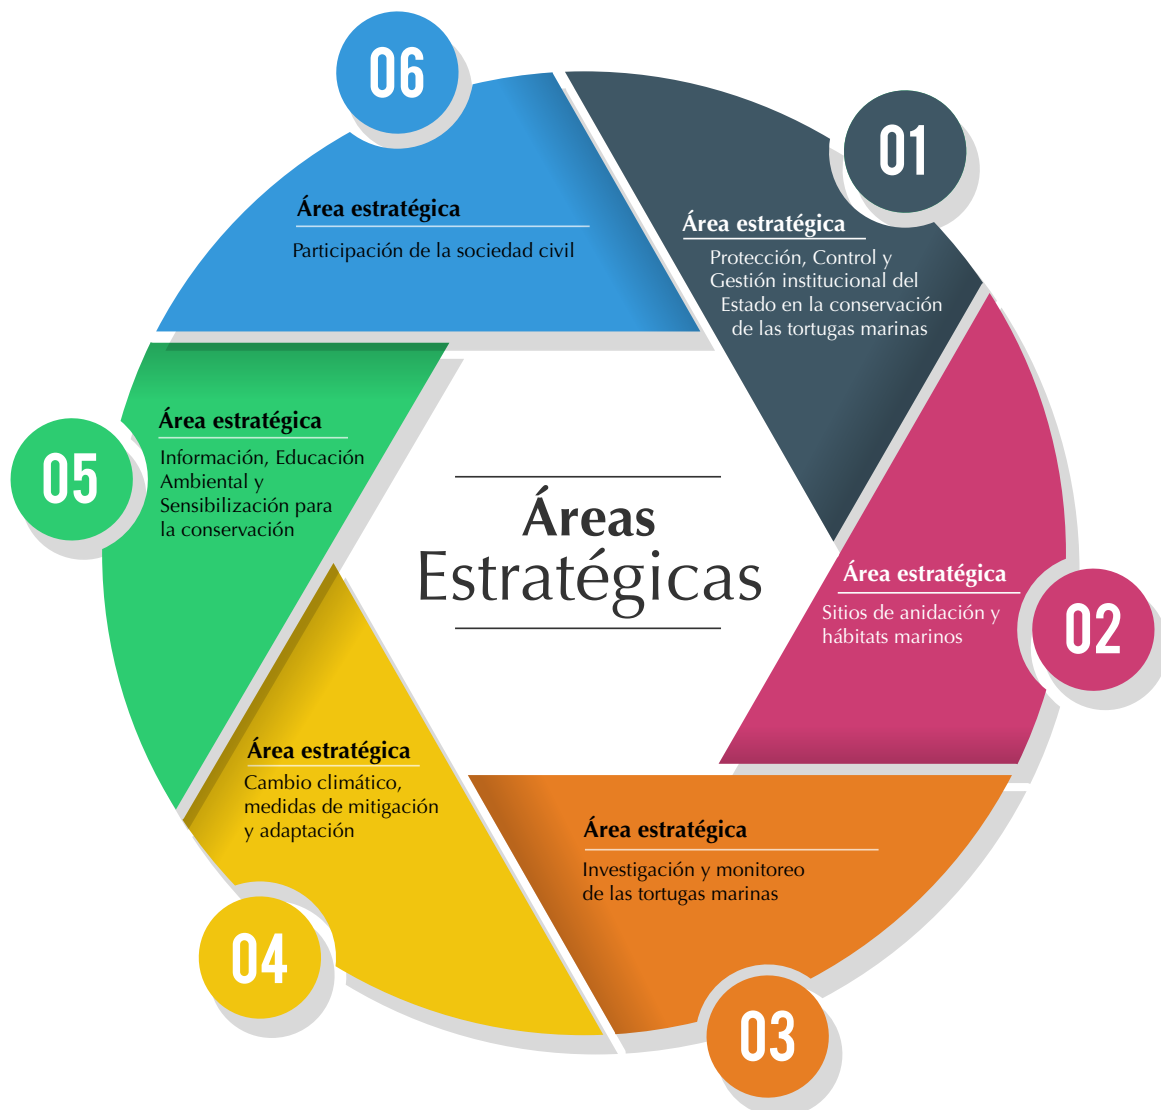 Áreas
Estratégicas
01
Área estratégica
Protección, Control y
Gestión institucional del
Estado en la conservación
de las tortugas marinas
02
Área estratégica
Sitios de anidación y
hábitats marinos
03
Área estratégica
Investigación y monitoreo
de las tortugas marinas
04
Área estratégica
Cambio climático,
medidas de mitigación
y adaptación
05
Área estratégica
Información, Educación
Ambiental y
Sensibilización para
la conservación
06
Área estratégica
Participación de la sociedad civil